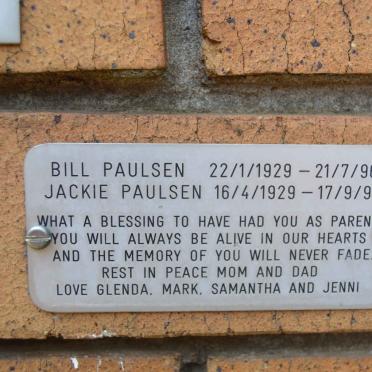 BILL PAULSEN 22/1/1929 – 21/7/9
JACKIE PAULSEN 16/4/1929 – 17/9/9
WHAT A BLESSING TO HAVE HAD YOU AS PAREN
YOU WILL ALWAYS BE ALIVE IN OUR HEARTS
AND THE MEMORY OF YOU WILL NEVER FADE.
REST IN PEACE MOM AND DAD
LOVE GLENDA, MARK, SAMANTHA AND JENNI